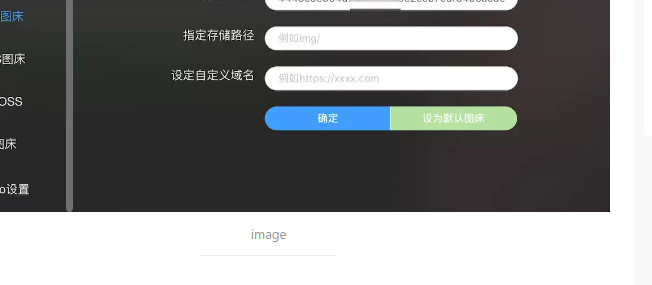 图床
指定存储路径
例如img/
图床
设定自定义域名
例如https://xxxx.com
OSS
确定
设为默认图床
图床
o设置
image